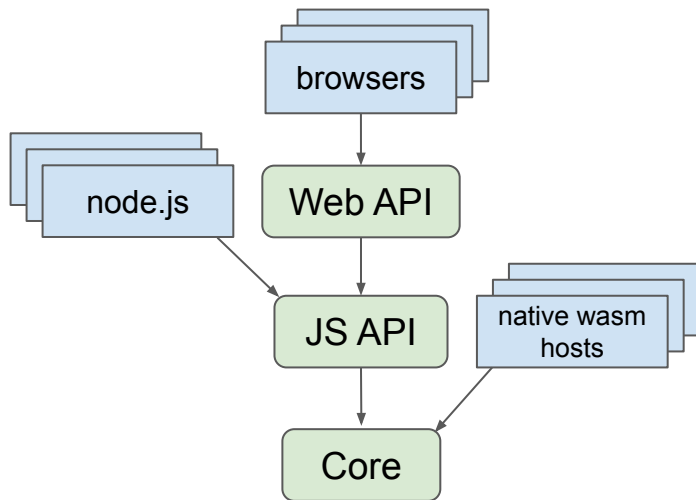 browsers
node.js
Web API
JS API
native wasm
hosts
Core